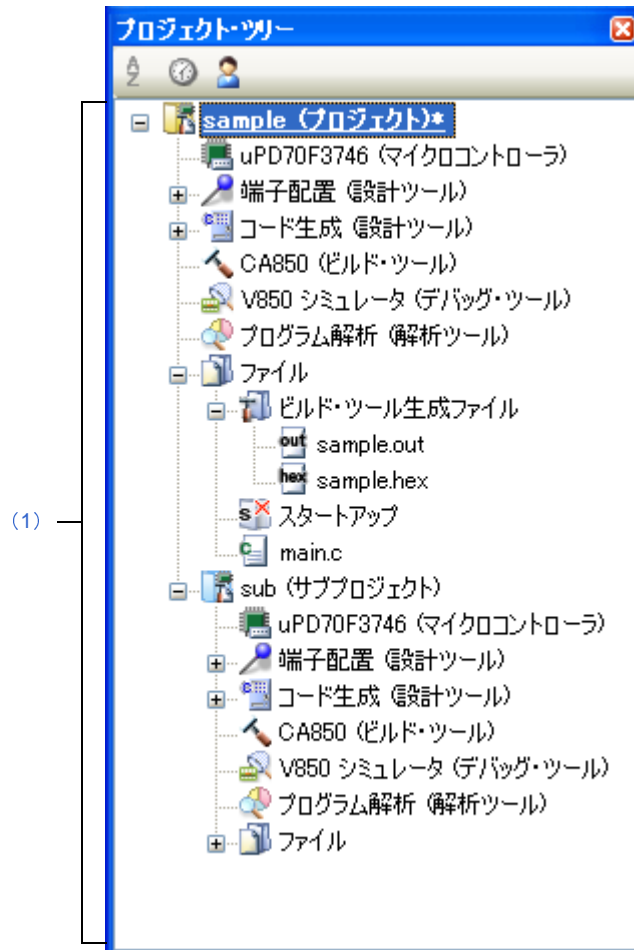 プロジェクト・ツリー
sample (プロジェクト)*
uPD70F3746 (マイクロコントローラ)
端子配置 (設計ツール)
コード生成 (設計ツール)
CA850 (ビルド・ツール)
V850 シミュレータ (デバッグ・ツール)
プログラム解析 (解析ツール)
ファイル
ビルド・ツール生成ファイル
out sample.out
hex sample.hex
(1)
スタートアップ
main.c
sub (サブプロジェクト)
uPD70F3746 (マイクロコントローラ)
端子配置 (設計ツール)
コード生成 (設計ツール)
CA850 (ビルド・ツール)
V850 シミュレータ (デバッグ・ツール)
プログラム解析 (解析ツール)
ファイル